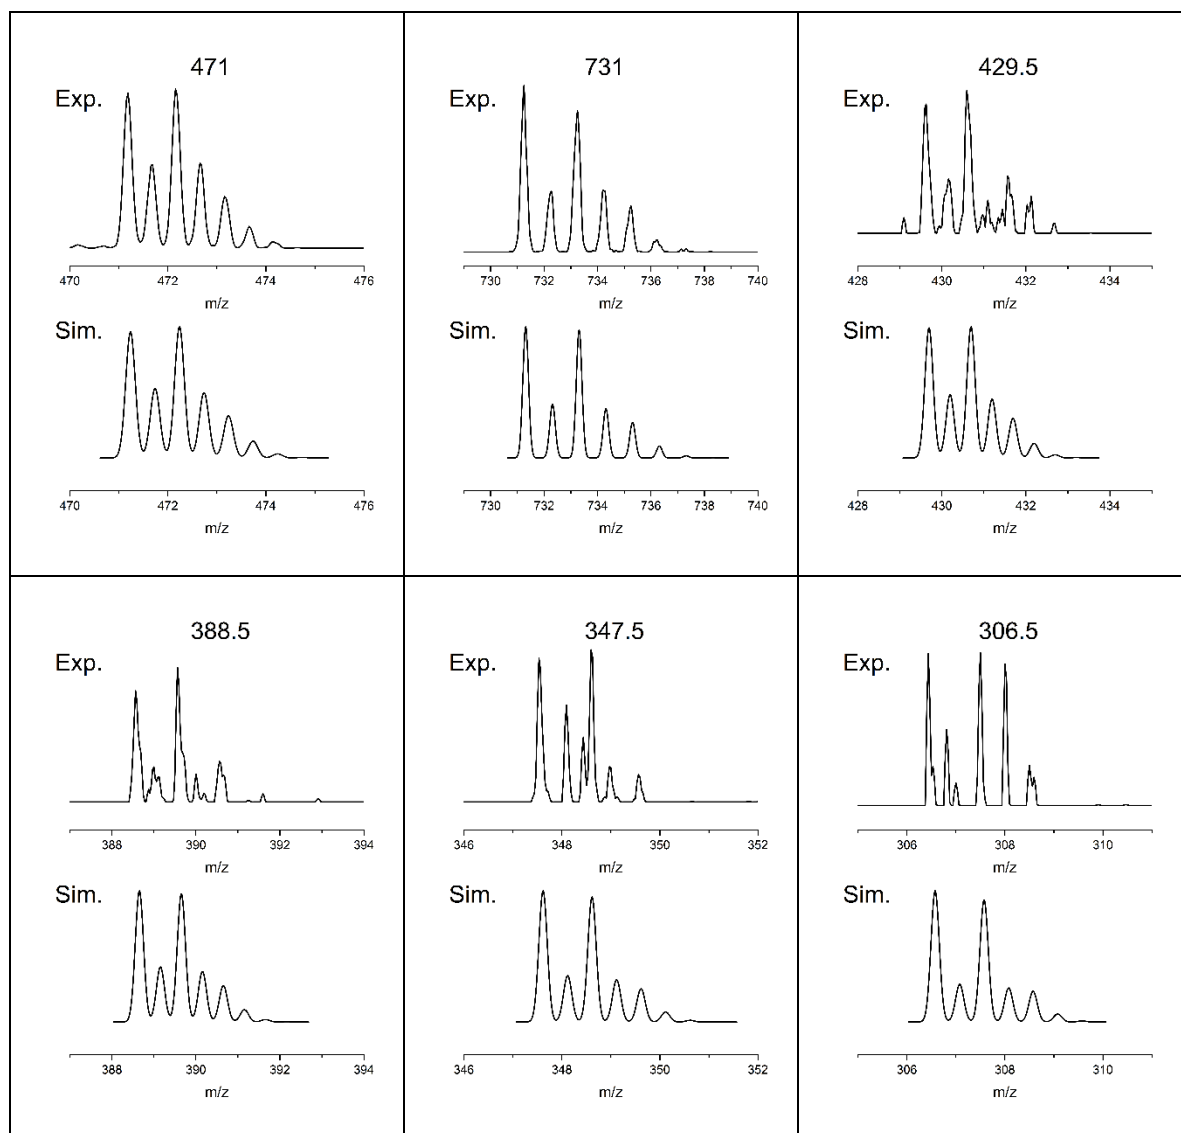 471
Exp.
470 472 474 476
m/z
Sim.
470 472 474 476
m/z
731
Exp.
730 732 734 736 738 740
m/z
Sim.
730 732 734 736 738 740
m/z
429.5
Exp.
428 430 432 434
m/z
Sim.
428 430 432 434
m/z
388.5
Exp.
388 390 392 394
m/z
Sim.
388 390 392 394
m/z
347.5
Exp.
346 348 350 352
m/z
Sim.
346 348 350 352
m/z
306.5
Exp.
306 308 310
m/z
Sim.
306 308 310
m/z